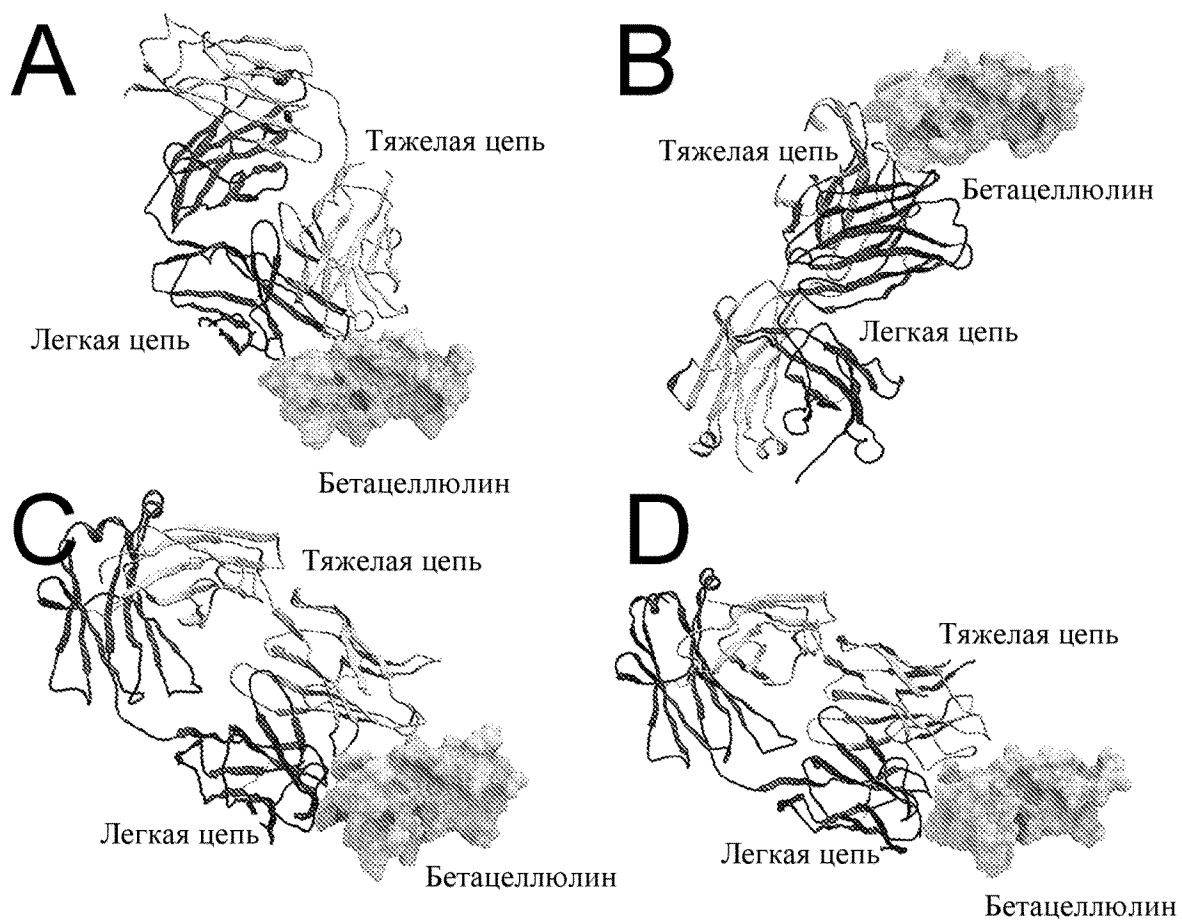 A
Тяжелая цепь
Легкая цепь
Бетацеллюлин
B
Тяжелая цепь
Бетацеллюлин
Легкая цепь
C
Тяжелая цепь
Легкая цепь
Бетацеллюлин
D
Тяжелая цепь
Легкая цепь
Бетацеллюлин